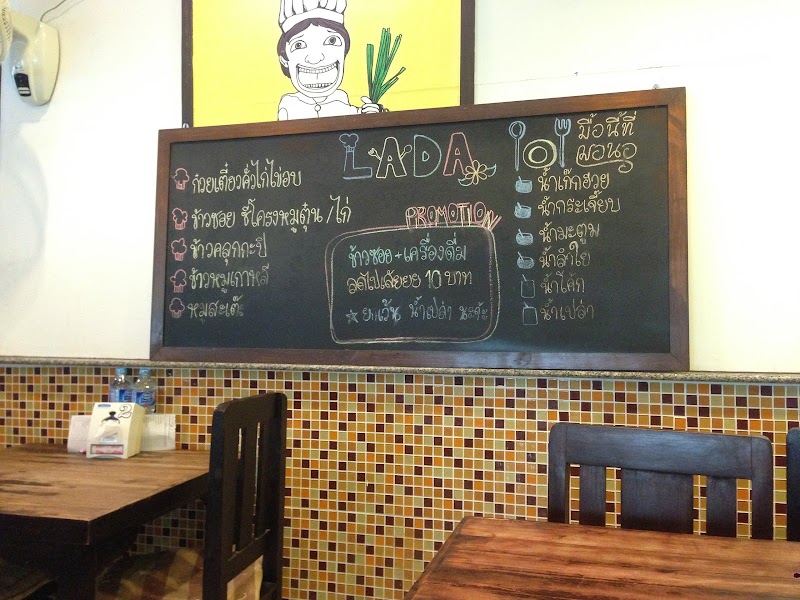 LADA
มื้อนี้ที่
ก๋วยเตี๋ยวคั่วไก่ไข่อบ
ข้าวซอย ซี่โครงหมูตุ๋น / ไก่
ข้าวคลุกกะปิ
ข้าวหมูเกาหลี
หมูสะเต๊ะ
PROMOTION
ข้าวซอย + เครื่องดื่ม
ลดไปเล้ยยย 10 บาท
ยกเว้น น้ำเปล่า นะจ๊ะ
น้ำเก๊กฮวย
น้ำกระเจี๊ยบ
น้ำมะตูม
น้ำลำไย
น้ำโค้ก
น้ำเปล่า